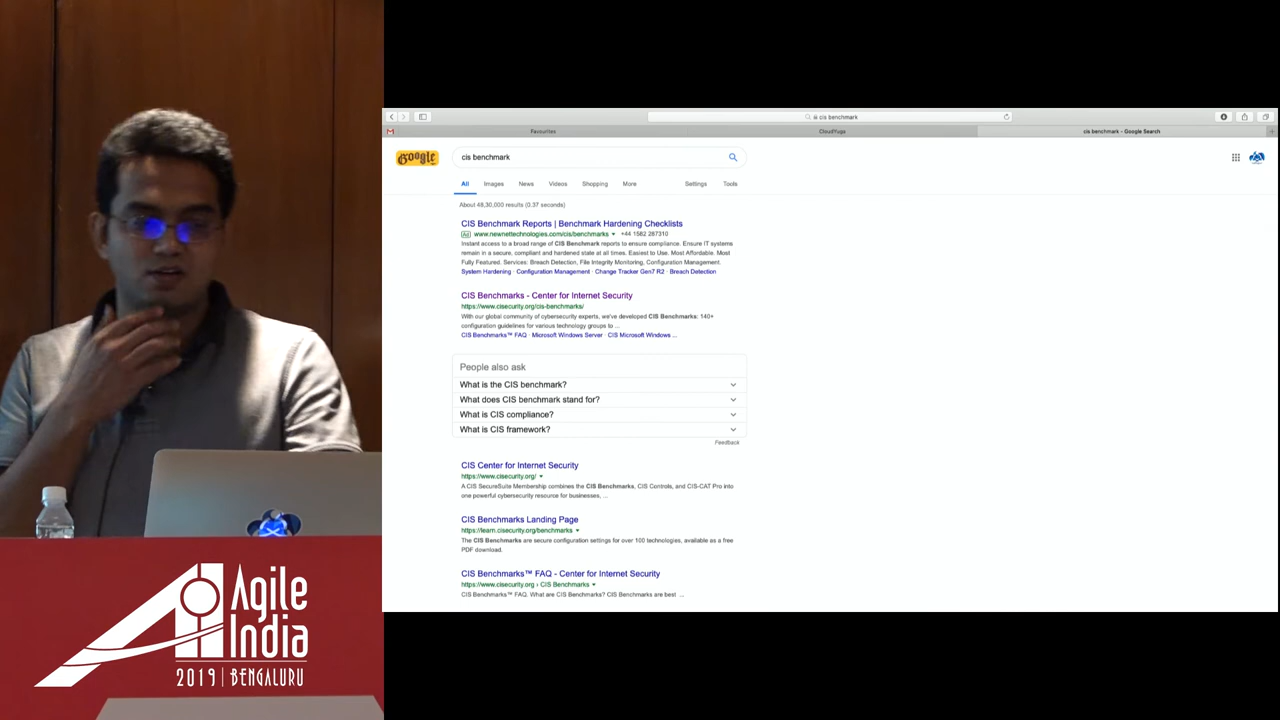 cis benchmark
Favourites
CloudPlugs
cis benchmark - Google Search
Google
cis benchmark
All
Images
News
Videos
Shopping
More
Settings
Tools
About 48,30,000 results (0.37 seconds)
CIS Benchmark Reports | Benchmark Hardening Checklists
Ad www.newnettechnologies.com/cis/benchmarks +44 1582 287310
Instant access to a broad range of CIS Benchmark reports to ensure compliance. Ensure IT systems
remain in a secure, compliant and hardened state at all times. Easiest to Use. Most Affordable. Most
Fully Featured. Services: Breach Detection, File Integrity Monitoring, Configuration Management.
System Hardening · Configuration Management · Change Tracker Gen7 R2 · Breach Detection
CIS Benchmarks - Center for Internet Security
https://www.cisecurity.org/cis-benchmarks/
With our global community of cybersecurity experts, we've developed CIS Benchmarks: 140+
configuration guidelines for various technology groups to ...
CIS Benchmarks™ FAQ · Microsoft Windows Server · CIS Microsoft Windows ...
People also ask
What is the CIS benchmark?
What does CIS benchmark stand for?
What is CIS compliance?
What is CIS framework?
Feedback
CIS Center for Internet Security
https://www.cisecurity.org/
A CIS SecureSuite Membership combines the CIS Benchmarks, CIS Controls, and CIS-CAT Pro into
one powerful cybersecurity resource for businesses, ...
CIS Benchmarks Landing Page
https://learn.cisecurity.org/benchmarks
The CIS Benchmarks are secure configuration settings for over 100 technologies, available as a free
PDF download.
CIS Benchmarks™ FAQ - Center for Internet Security
https://www.cisecurity.org › CIS Benchmarks
CIS Benchmarks™ FAQ. What are CIS Benchmarks? CIS Benchmarks are best ...
Agile
India
2019 | BENGALURU